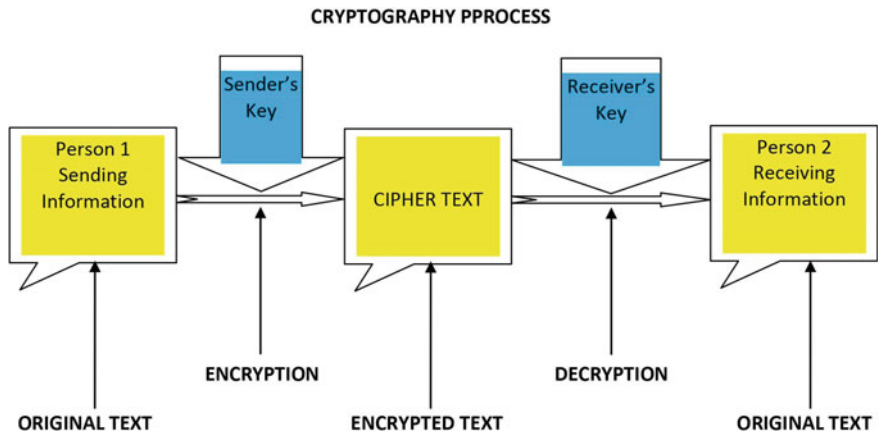 CRYPTOGRAPHY PPROCESS
Sender's
Key
Receiver's
Key
Person 1
Sending
Information
CIPHER TEXT
Person 2
Receiving
Information
ENCRYPTION
DECRYPTION
ORIGINAL TEXT
ENCRYPTED TEXT
ORIGINAL TEXT